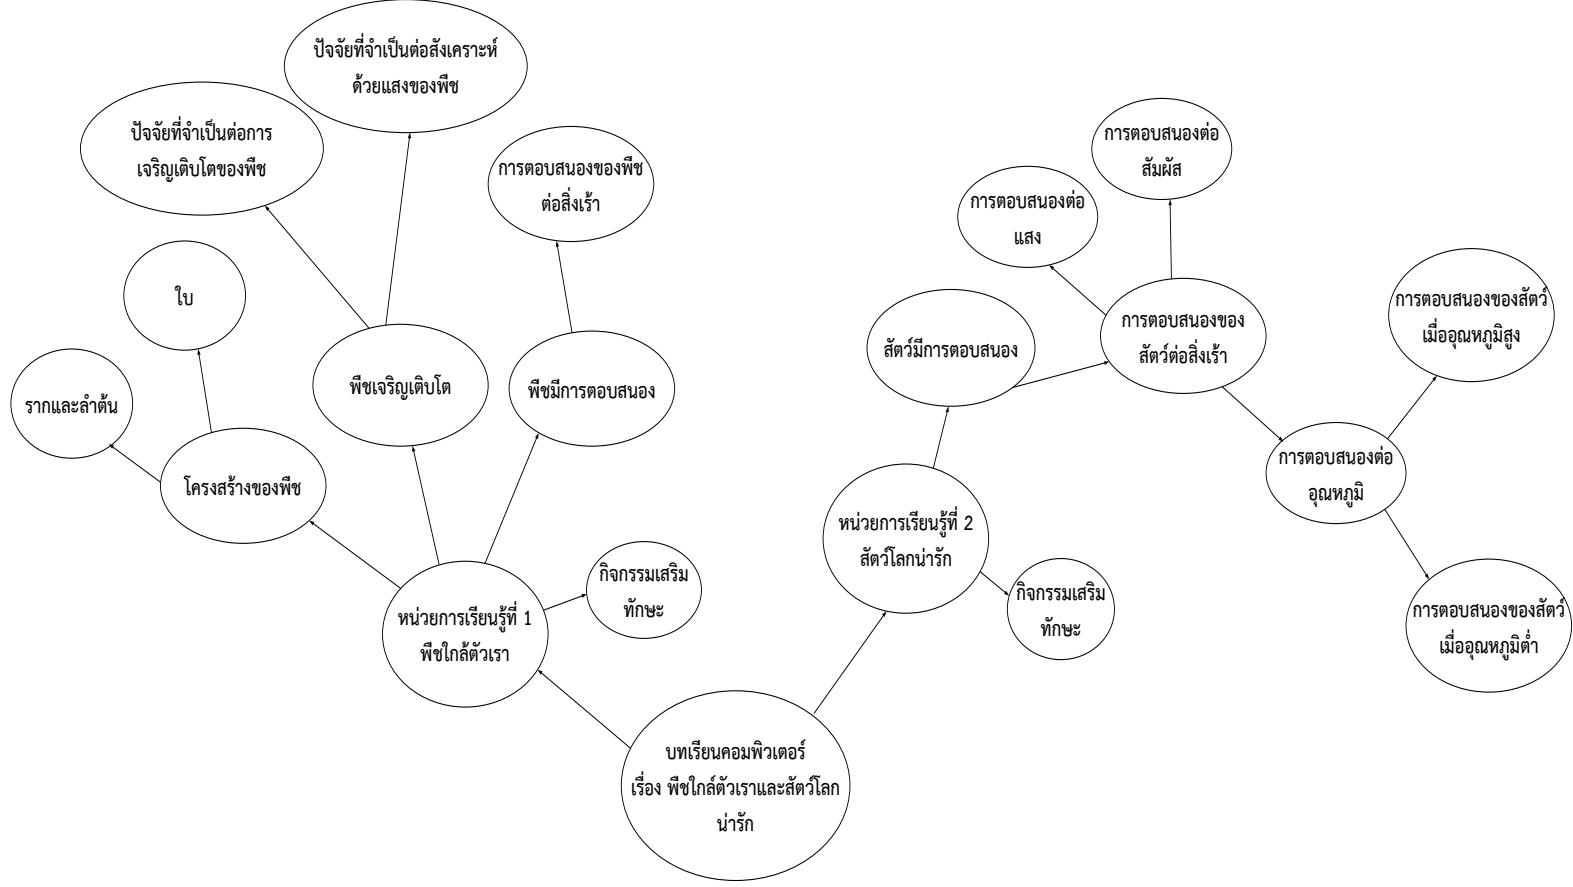 ปัจจัยที่จำเป็นต่อสังเคราะห์
ด้วยแสงของพืช
ปัจจัยที่จำเป็นต่อการ
เจริญเติบโตของพืช
การตอบสนองของพืช
ต่อสิ่งเร้า
ใบ
รากและลำต้น
พืชเจริญเติบโต
พืชมีการตอบสนอง
โครงสร้างของพืช
หน่วยการเรียนรู้ที่ 1
พืชใกล้ตัวเรา
กิจกรรมเสริม
ทักษะ
การตอบสนองต่อ
สัมผัส
การตอบสนองต่อ
แสง
สัตว์มีการตอบสนอง
การตอบสนองของ
สัตว์ต่อสิ่งเร้า
การตอบสนองของสัตว์
เมื่ออุณหภูมิสูง
การตอบสนองต่อ
อุณหภูมิ
การตอบสนองของสัตว์
เมื่ออุณหภูมิต่ำ
หน่วยการเรียนรู้ที่ 2
สัตว์โลกน่ารัก
กิจกรรมเสริม
ทักษะ
บทเรียนคอมพิวเตอร์
เรื่อง พืชใกล้ตัวเราและสัตว์โลก
น่ารัก